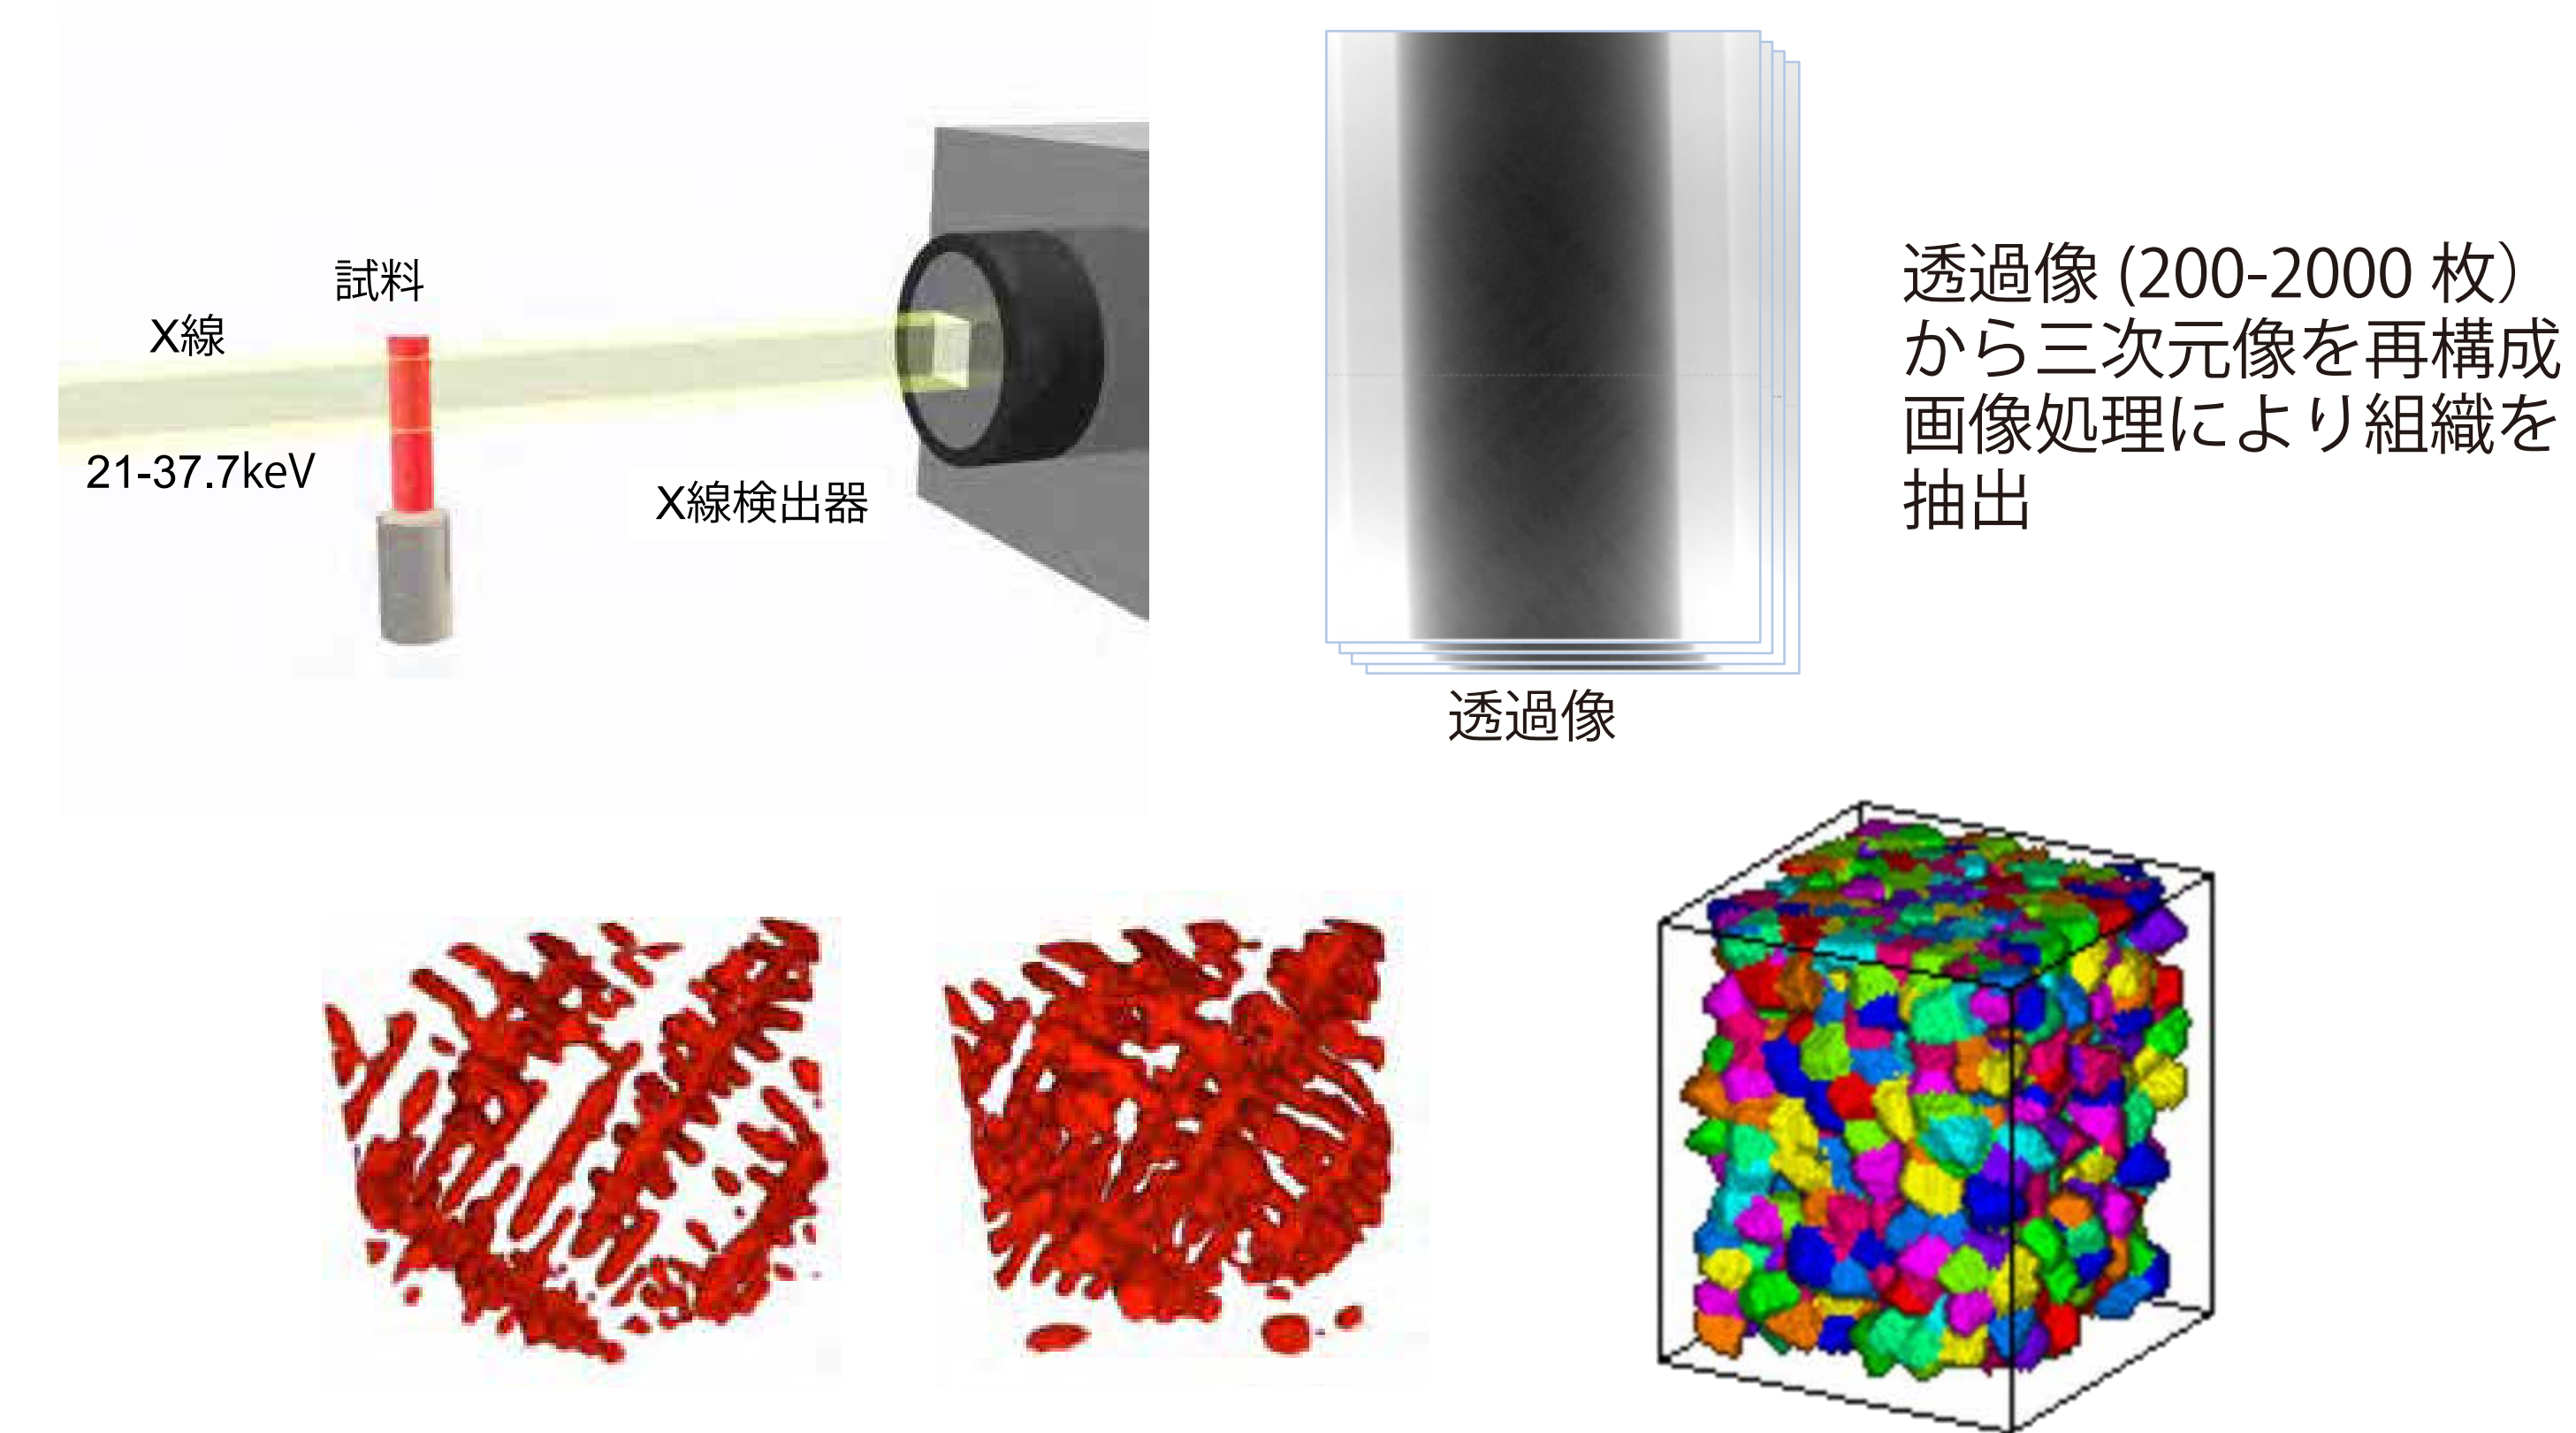 試料
X線
21-37.7keV
X線検出器
透過像
透過像 (200-2000 枚）
から三次元像を再構成
画像処理により組織を
抽出